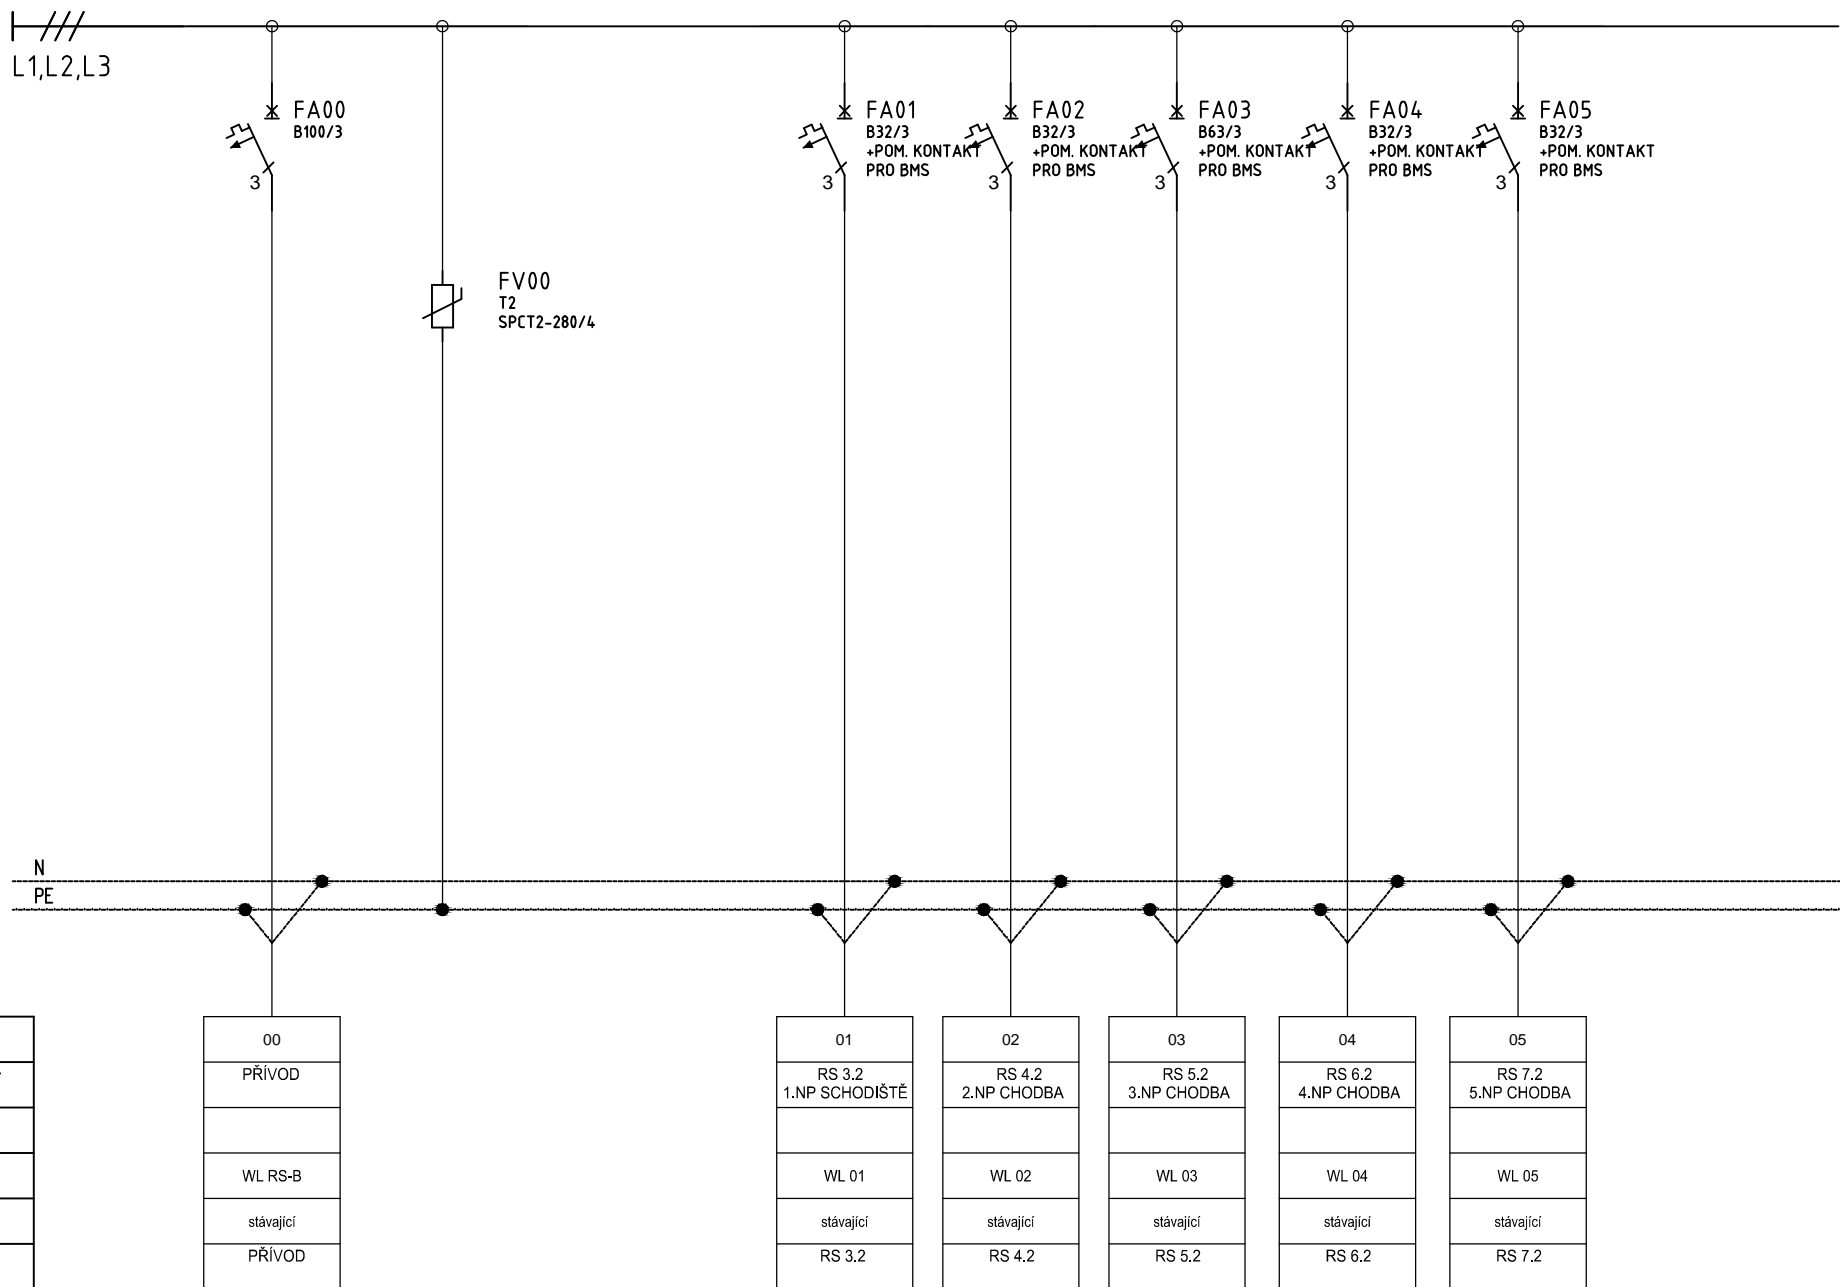 L1,L2,L3
FA00
B100/3
3
FV00
T2
SPCT2-280/4
FA01
B32/3
+POM. KONTAKT
PRO BMS
3
FA02
B32/3
+POM. KONTAKT
PRO BMS
3
FA03
B63/3
+POM. KONTAKT
PRO BMS
3
FA04
B32/3
+POM. KONTAKT
PRO BMS
3
FA05
B32/3
+POM. KONTAKT
PRO BMS
3
N
PE
00
PŘÍVOD
WL RS-B
stávající
PŘÍVOD
01
RS 3.2
1.NP SCHODIŠTĚ
WL 01
stávající
RS 3.2
02
RS 4.2
2.NP CHODBA
WL 02
stávající
RS 4.2
03
RS 5.2
3.NP CHODBA
WL 03
stávající
RS 5.2
04
RS 6.2
4.NP CHODBA
WL 04
stávající
RS 6.2
05
RS 7.2
5.NP CHODBA
WL 05
stávající
RS 7.2